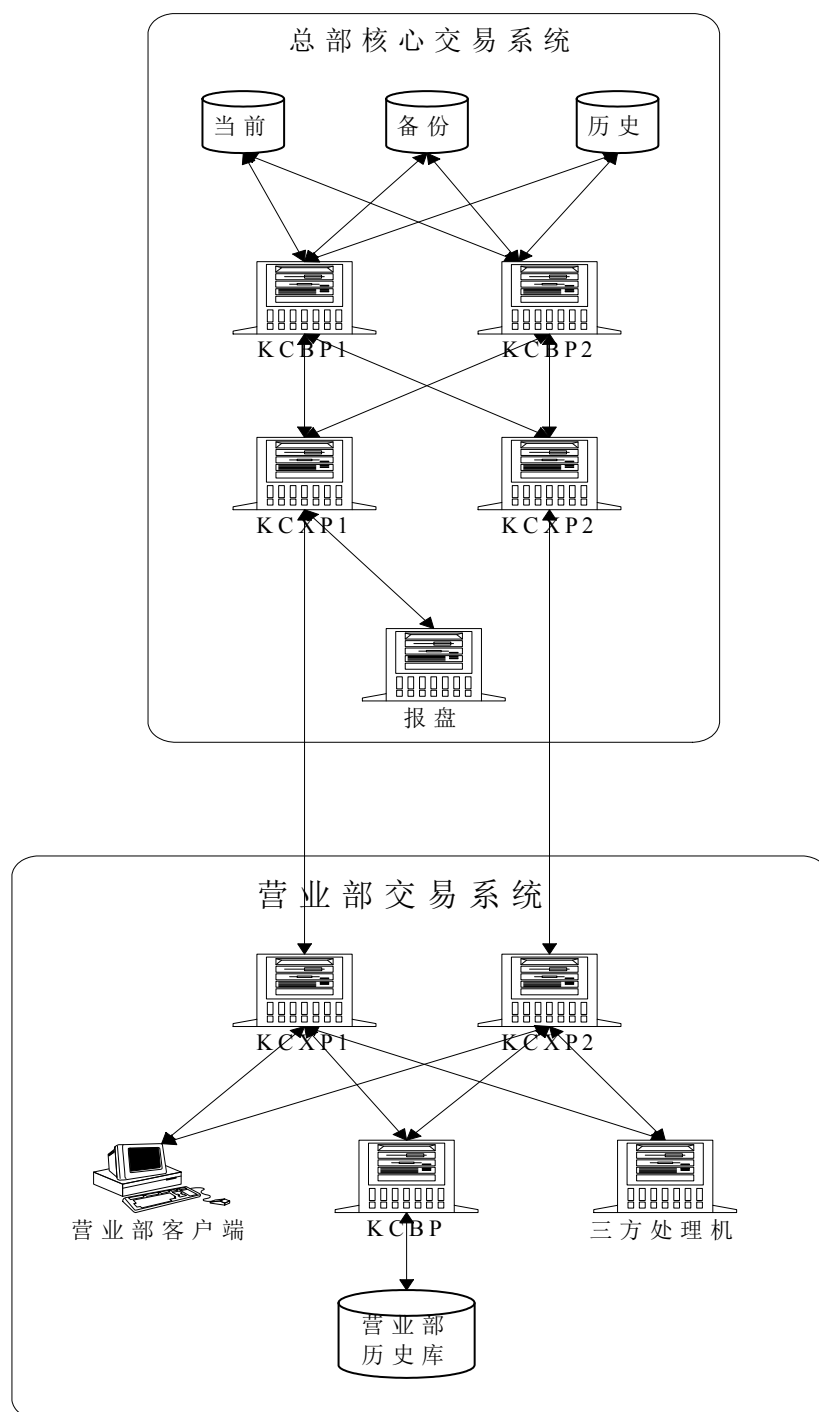 总部核心交易系统
当前
备份
历史
KCBP1
KCBP2
KCXP1
KCXP2
报盘
营业部交易系统
KCXP1
KCXP2
营业部客户端
KCBP
三方处理机
营业部
历史库